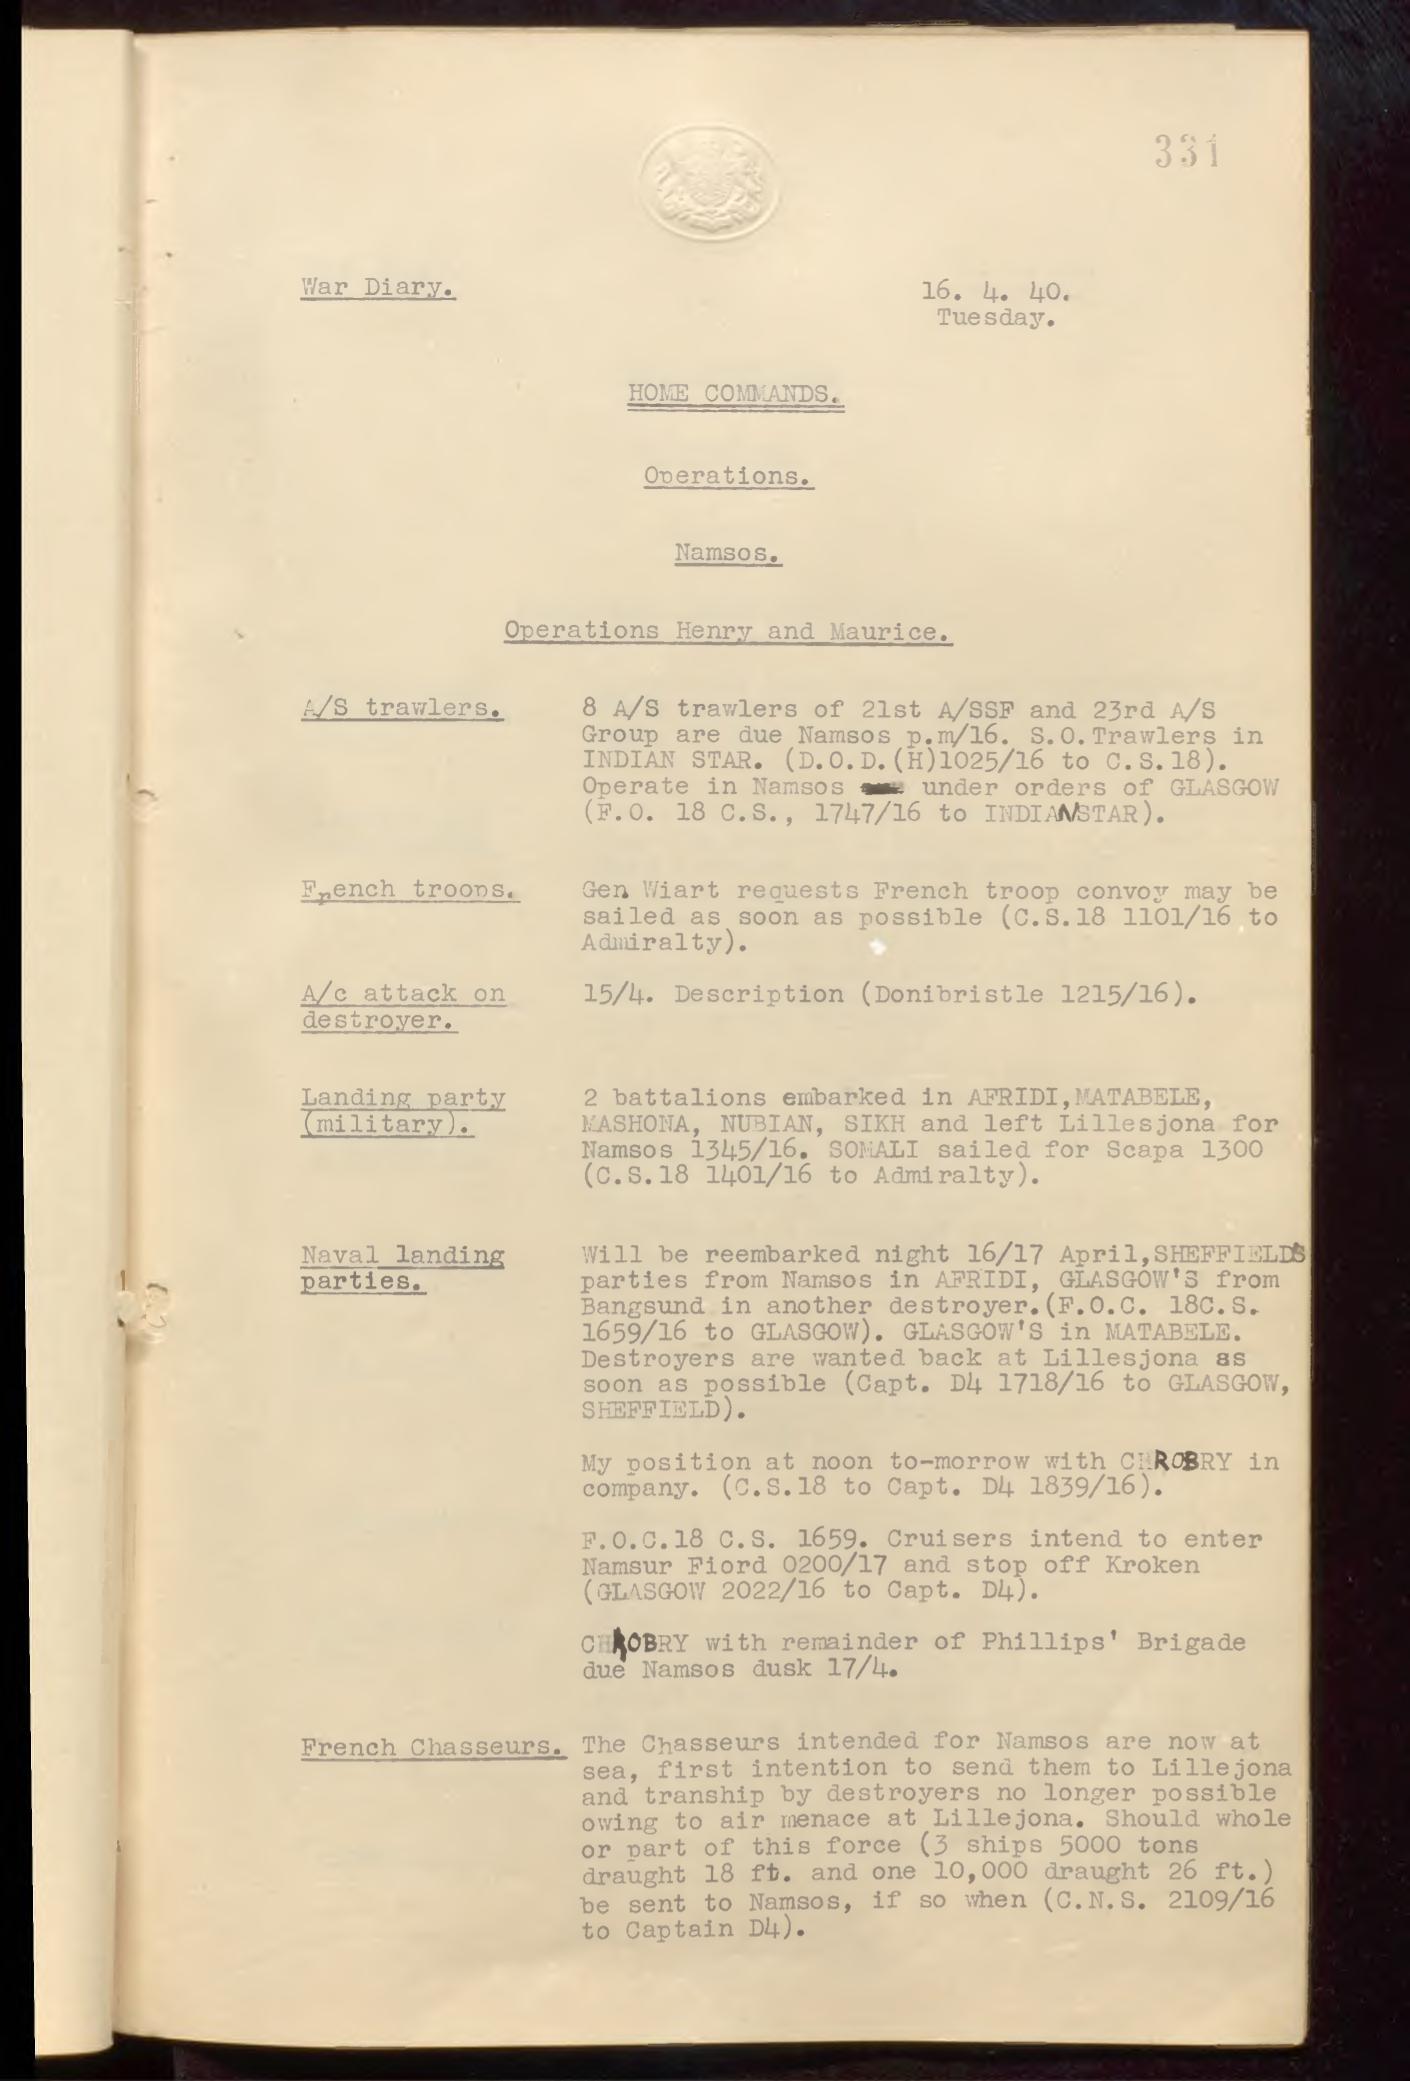 331
War Diary.
16. 4. 40.
Tuesday.
HOME COMMANDS.
Operations.
Namsos.
Operations Henry and Maurice.
A/S trawlers.
8 A/S trawlers of 21st A/SSF and 23rd A/S
Group are due Namsos p.m/16. S.O.Trawlers in
INDIAN STAR. (D.O.D.(H)1025/16 to C.S.18).
Operate in Namsos under orders of GLASGOW
(F.O. 18 C.S., 1747/16 to INDIAN STAR).
French troops.
Gen Wiart requests French troop convoy may be
sailed as soon as possible (C.S.18 1101/16 to
Admiralty).
A/c attack on
destroyer.
15/4. Description (Donibristle 1215/16).
Landing party
(military).
2 battalions embarked in AFRIDI, MATABELE,
MASHONA, NUBIAN, SIKH and left Lillesjona for
Namsos 1345/16. SOMALI sailed for Scapa 1300
(C.S.18 1401/16 to Admiralty).
Naval landing
parties.
Will be reembarked night 16/17 April,SHEFFIELDS
parties from Namsos in AFRIDI, GLASGOW'S from
Bangsund in another destroyer.(F.O.C. 18C.S.
1659/16 to GLASGOW). GLASGOW'S in MATABELE.
Destroyers are wanted back at Lillesjona as
soon as possible (Capt. D4 1718/16 to GLASGOW,
SHEFFIELD).
My position at noon to-morrow with CHROBRY in
company. (C.S.18 to Capt. D4 1839/16).
F.O.C.18 C.S. 1659. Cruisers intend to enter
Namsur Fiord 0200/17 and stop off Kroken
(GLASGOW 2022/16 to Capt. D4).
CHROBRY with remainder of Phillips' Brigade
due Namsos dusk 17/4.
French Chasseurs.
The Chasseurs intended for Namsos are now at
sea, first intention to send them to Lillejona
and tranship by destroyers no longer possible
owing to air menace at Lillejona. Should whole
or part of this force (3 ships 5000 tons
draught 18 ft. and one 10,000 draught 26 ft.)
be sent to Namsos, if so when (C.N.S. 2109/16
to Captain D4).